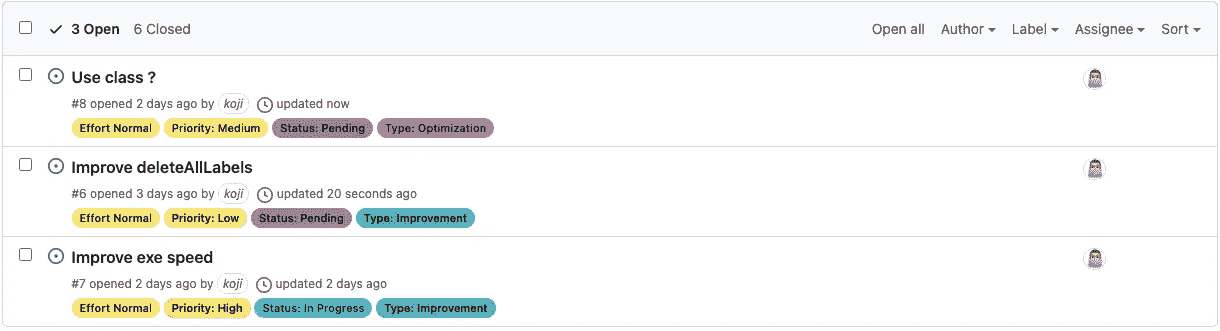 3 Open 6 Closed Open all Author Label Assignee Sort
Use class ?
#8 opened 2 days ago by koji updated now
Effort Normal Priority: Medium Status: Pending Type: Optimization
Improve deleteAllLabels
#6 opened 3 days ago by koji updated 20 seconds ago
Effort Normal Priority: Low Status: Pending Type: Improvement
Improve exe speed
#7 opened 2 days ago by koji updated 2 days ago
Effort Normal Priority: High Status: In Progress Type: Improvement